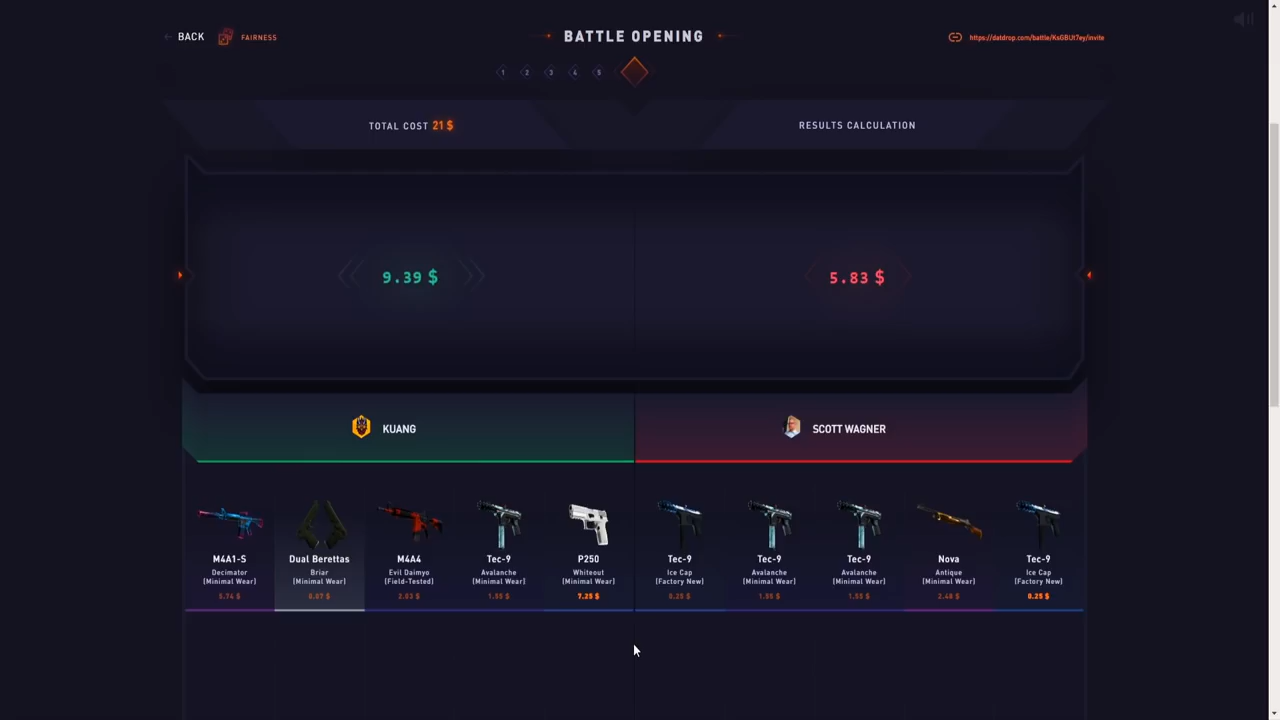 BACK
FAIRNESS
BATTLE OPENING
https://datdrop.com/battle/KsGBUt7ey/invite
1 2 3 4 5
TOTAL COST 21 $
RESULTS CALCULATION
9.39 $
5.83 $
KUANG
SCOTT WAGNER
M4A1-S
Decimator
(Minimal Wear)
5.74 $
Dual Berettas
Briar
(Minimal Wear)
M4A4
Evil Daimyo
(Field-Tested)
2.03 $
Tec-9
Avalanche
(Minimal Wear)
1.55 $
P250
Whiteout
(Minimal Wear)
7.25 $
Tec-9
Ice Cap
(Factory New)
0.25 $
Tec-9
Avalanche
(Minimal Wear)
Tec-9
Avalanche
(Minimal Wear)
1.55 $
Nova
Antique
(Minimal Wear)
Tec-9
Ice Cap
(Factory New)
0.25 $